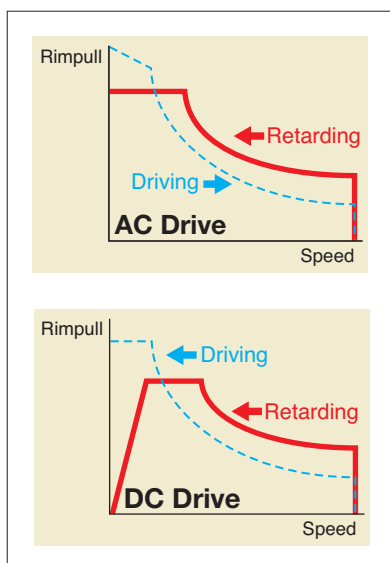 Rimpull
Retarding
Driving
AC Drive
Speed
Rimpull
Driving
Retarding
DC Drive
Speed